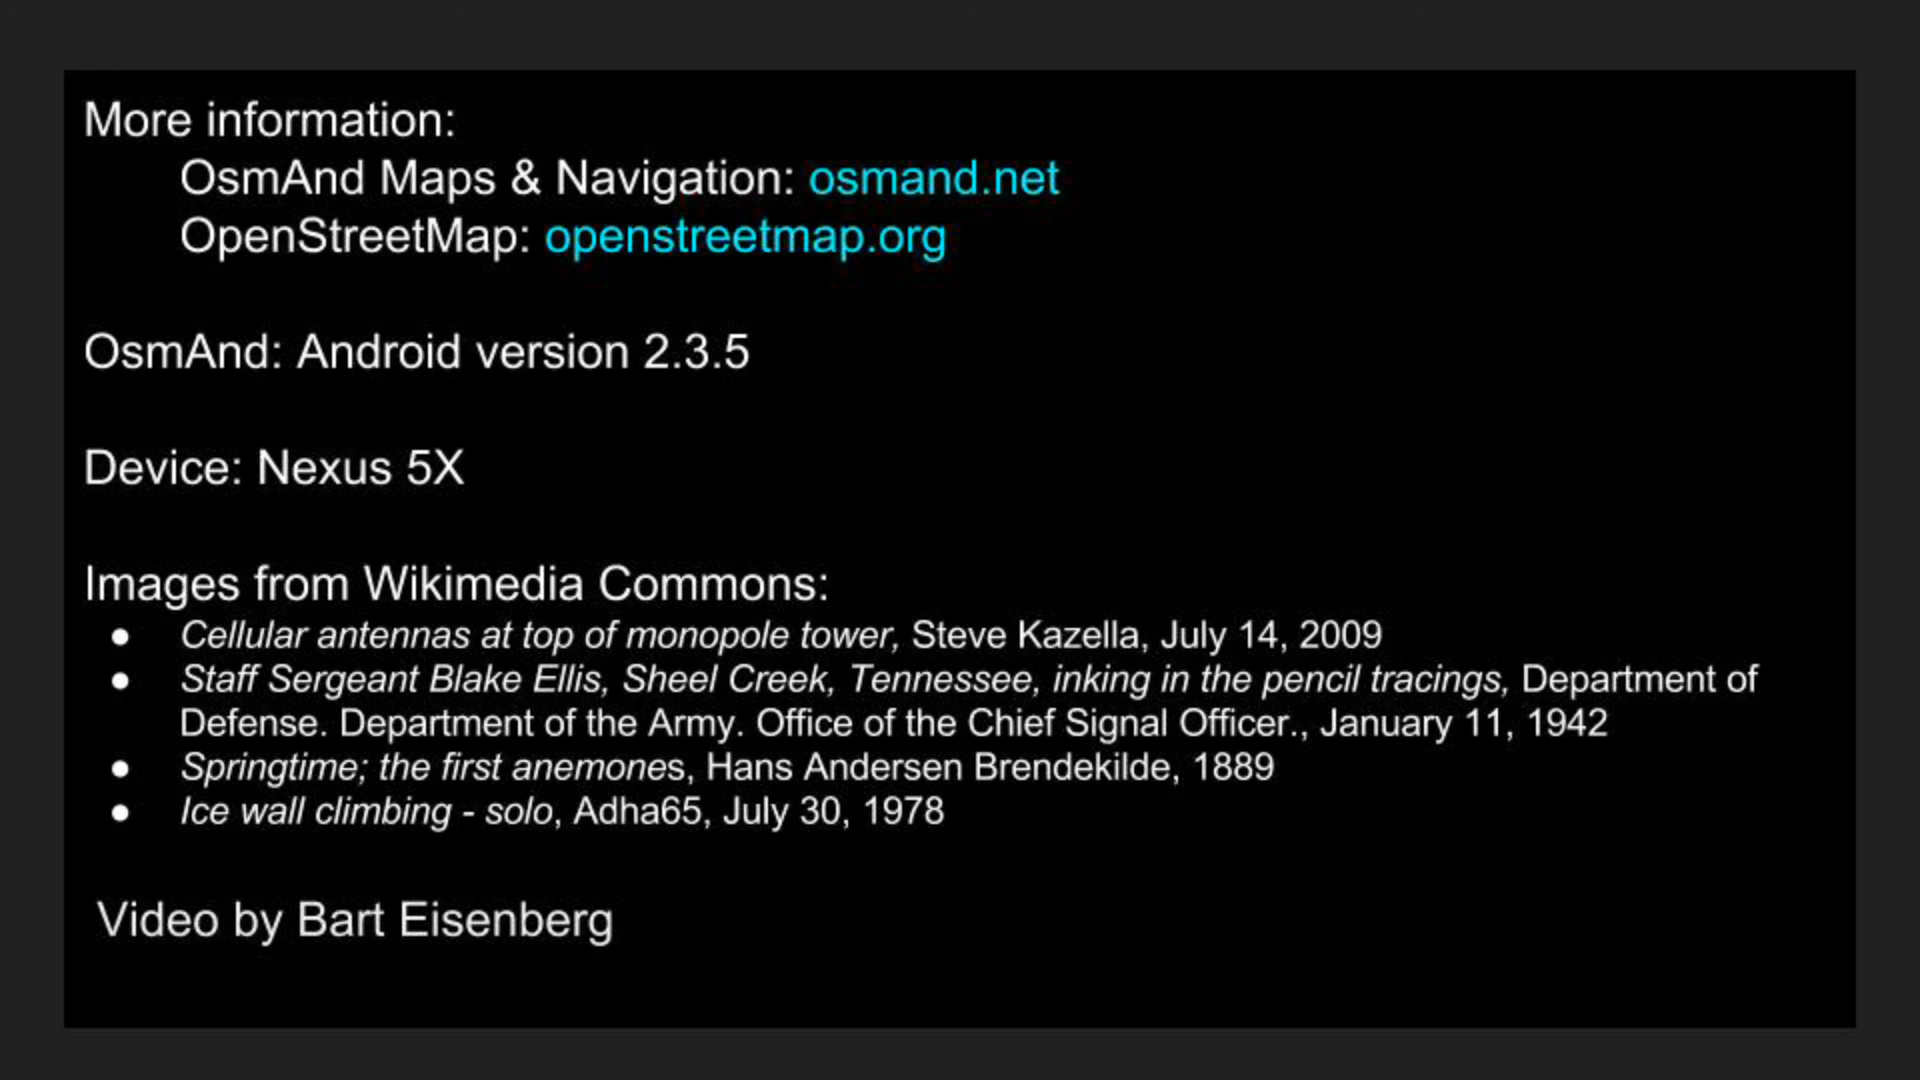 More information:
OsmAnd Maps & Navigation: osmand.net
OpenStreetMap: openstreetmap.org
OsmAnd: Android version 2.3.5
Device: Nexus 5X
Images from Wikimedia Commons:
● Cellular antennas at top of monopole tower, Steve Kazella, July 14, 2009
● Staff Sergeant Blake Ellis, Sheel Creek, Tennessee, inking in the pencil tracings, Department of
Defense. Department of the Army. Office of the Chief Signal Officer., January 11, 1942
● Springtime; the first anemones, Hans Andersen Brendekilde, 1889
● Ice wall climbing - solo, Adha65, July 30, 1978
Video by Bart Eisenberg